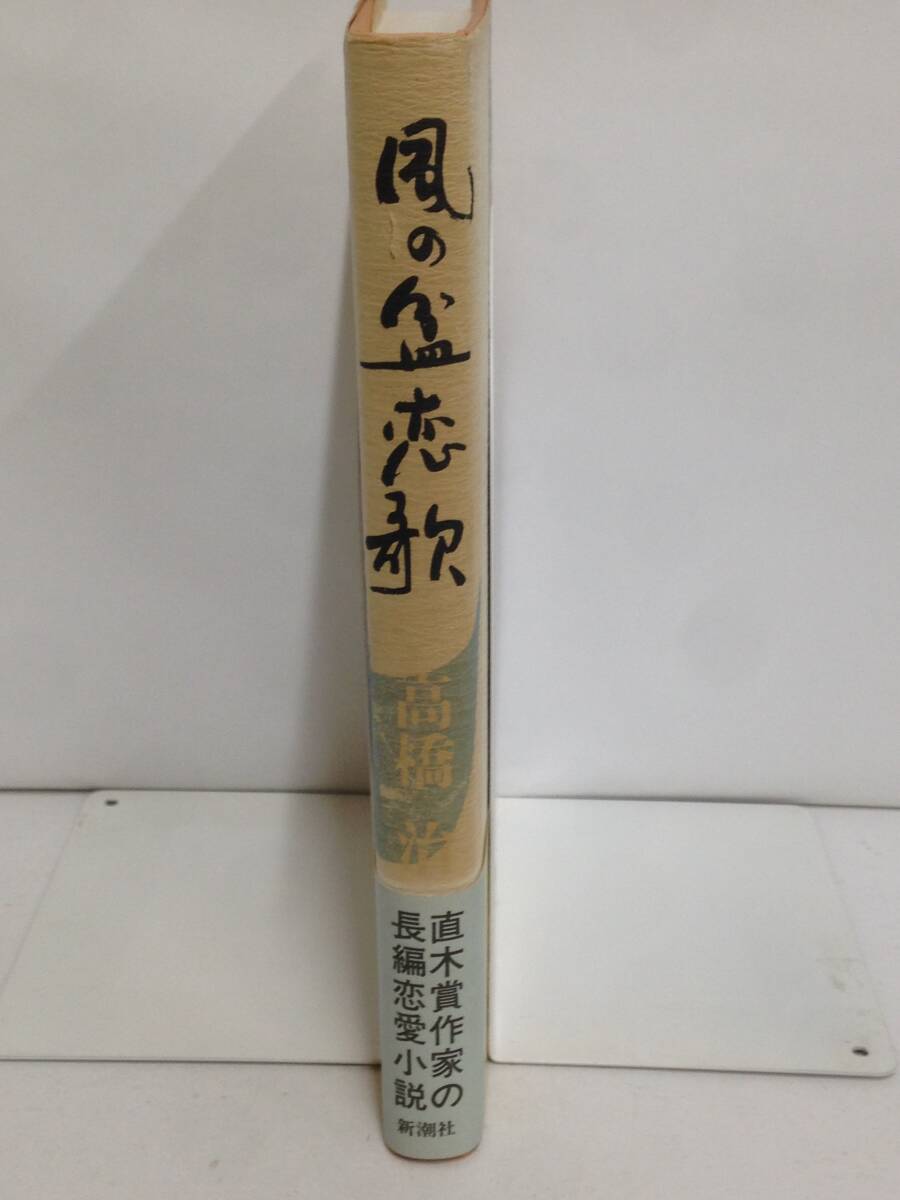 風の盆恋歌
高橋治
直木賞作家の
長編恋愛小説
新潮社